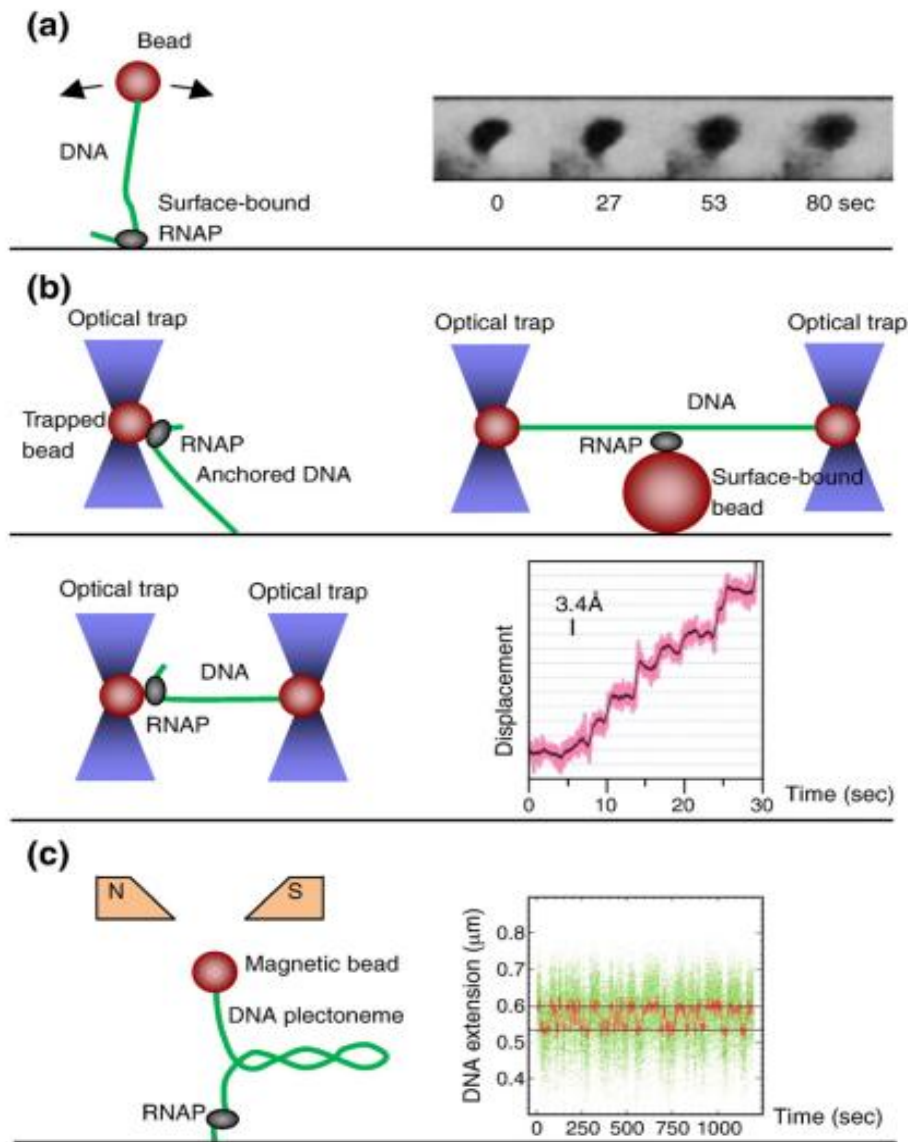 (a)
Bead
DNA
Surface-bound
RNAP
0 27 53 80 sec
(b)
Optical trap
Trapped
bead
RNAP
Anchored DNA
Optical trap
Optical trap
DNA
RNAP
Surface-bound
bead
Optical trap
Optical trap
DNA
RNAP
Displacement
3.4Å
0 10 20 30
Time (sec)
(c)
N
S
Magnetic bead
DNA plectoneme
RNAP
DNA extension (μm)
0.8
0.7
0.6
0.5
0.4
0 250 500 750 1000
Time (sec)